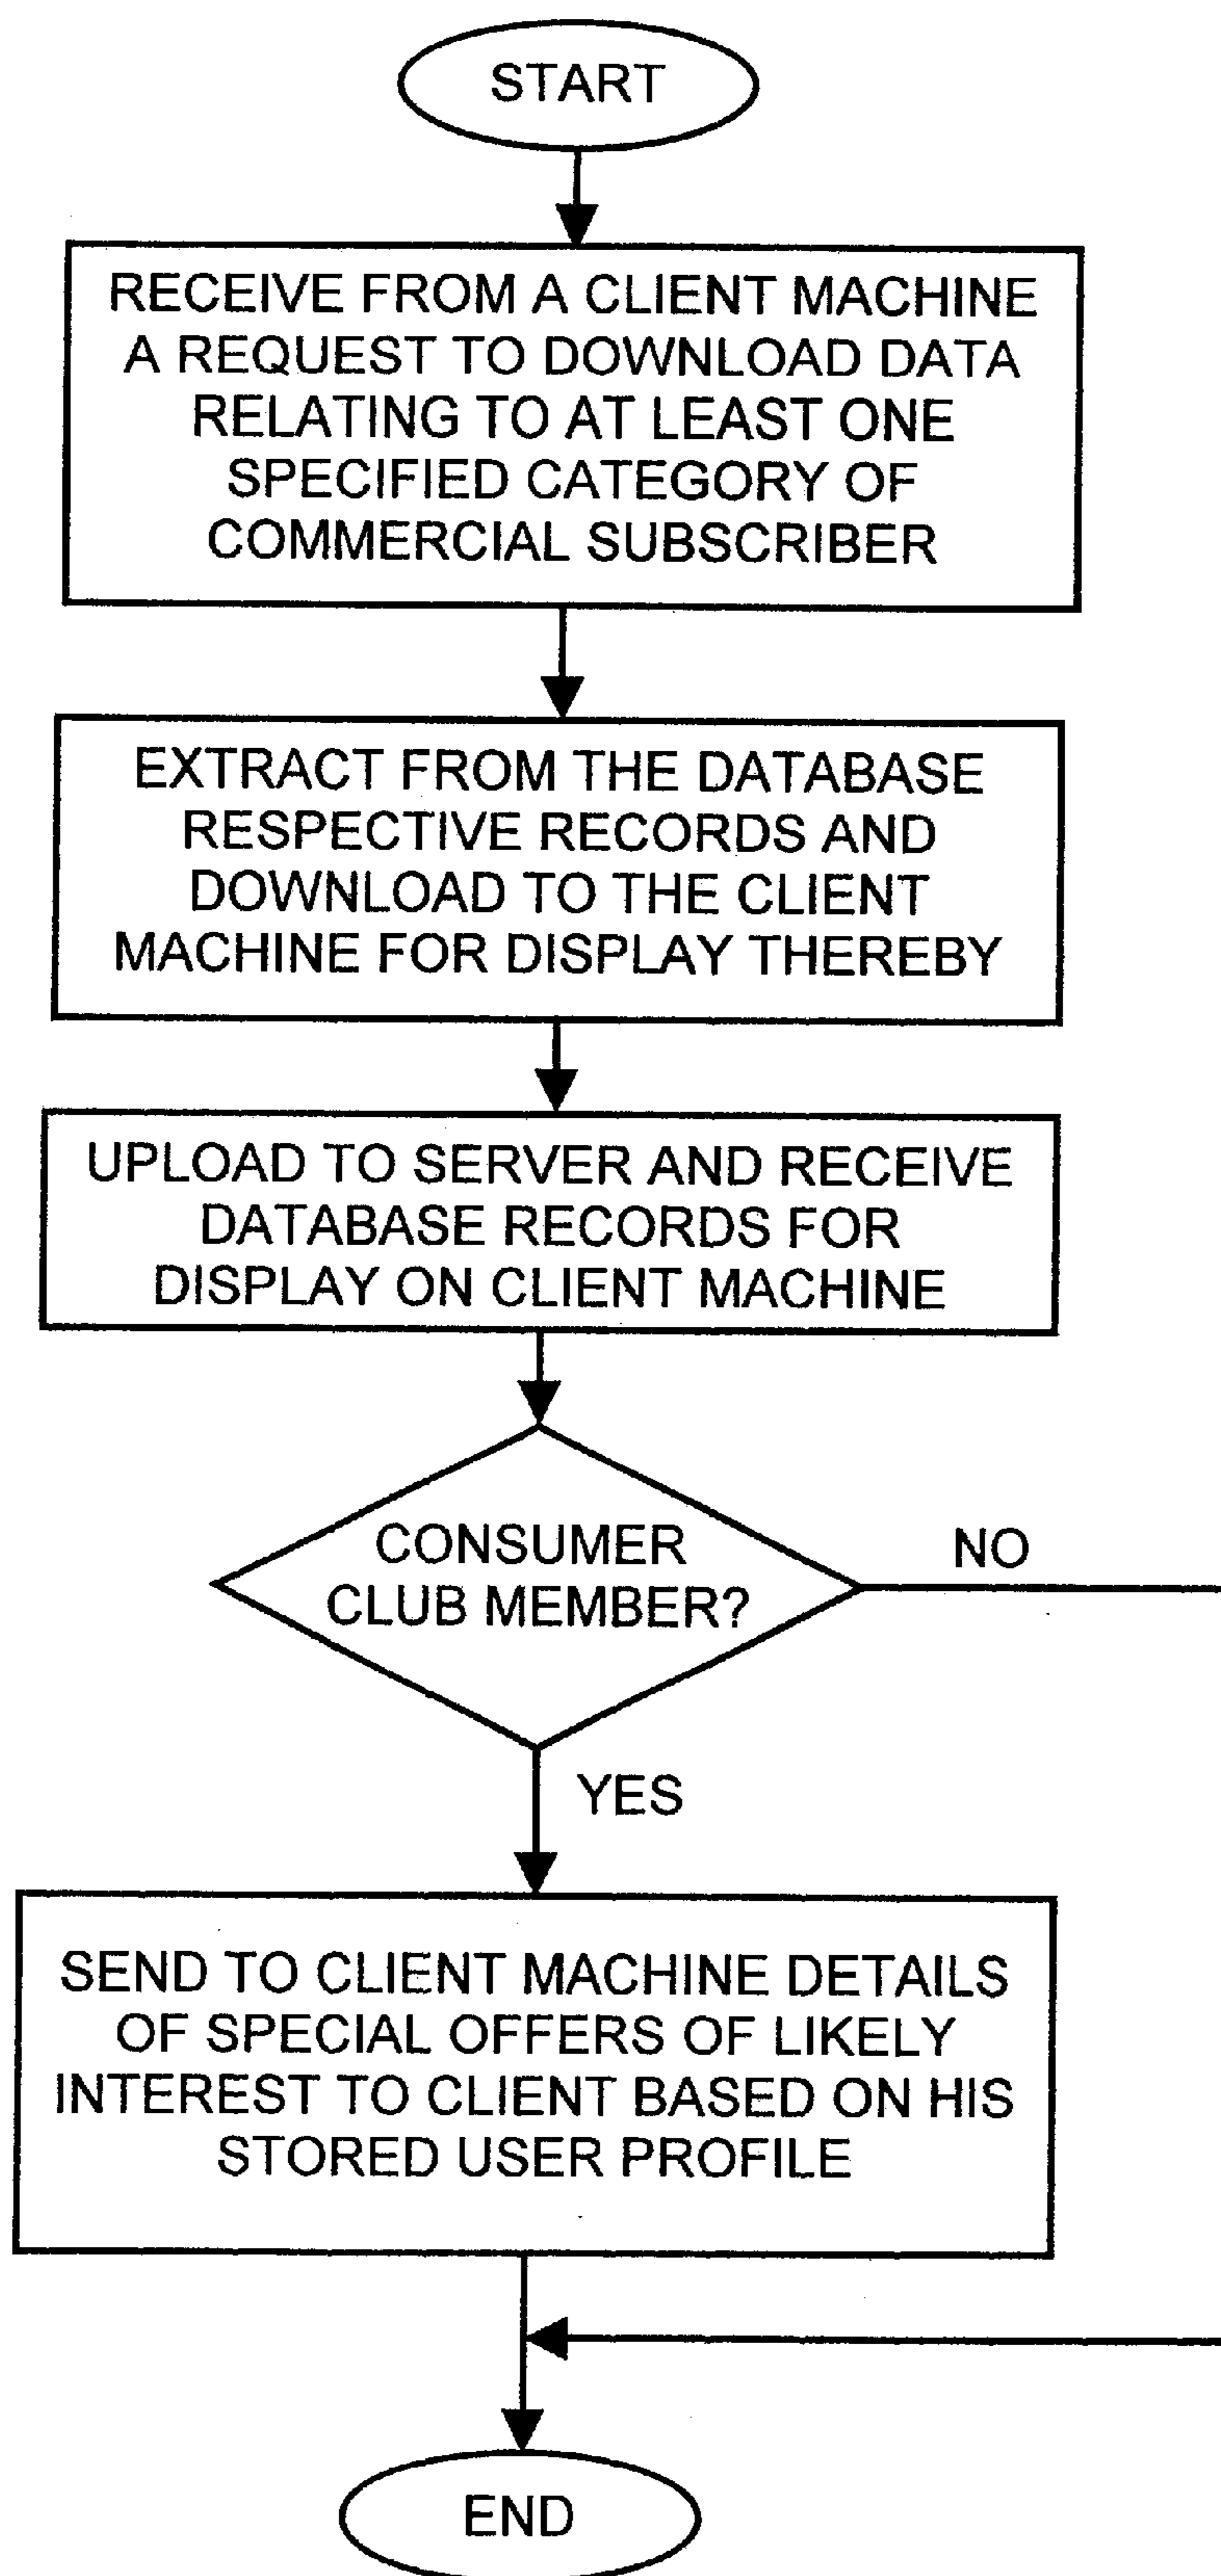 START
RECEIVE FROM A CLIENT MACHINE
A REQUEST TO DOWNLOAD DATA
RELATING TO AT LEAST ONE
SPECIFIED CATEGORY OF
COMMERCIAL SUBSCRIBER
EXTRACT FROM THE DATABASE
RESPECTIVE RECORDS AND
DOWNLOAD TO THE CLIENT
MACHINE FOR DISPLAY THEREBY
UPLOAD TO SERVER AND RECEIVE
DATABASE RECORDS FOR
DISPLAY ON CLIENT MACHINE
CONSUMER
CLUB MEMBER?
NO
YES
SEND TO CLIENT MACHINE DETAILS
OF SPECIAL OFFERS OF LIKELY
INTEREST TO CLIENT BASED ON HIS
STORED USER PROFILE
END